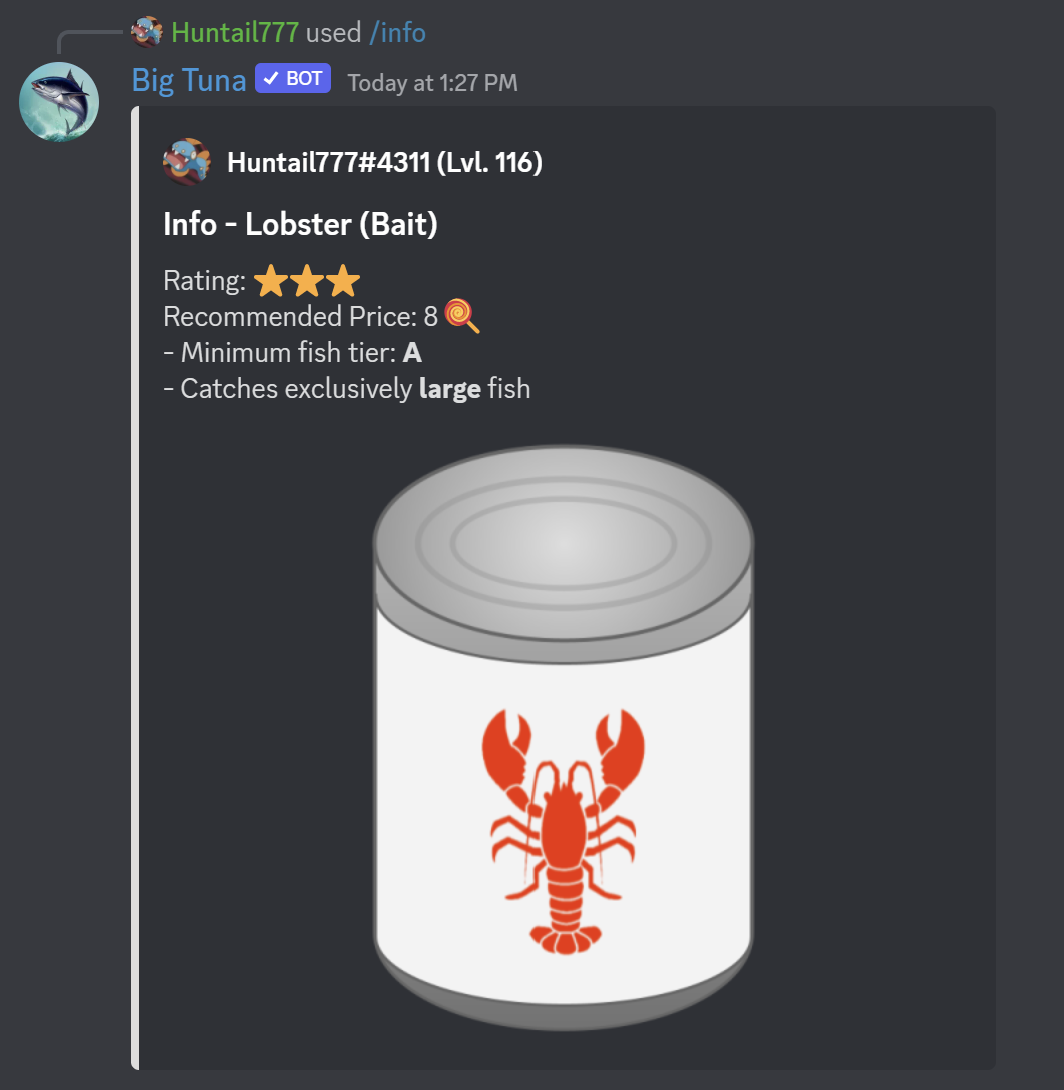 Huntail777 used /info
Big Tuna ✓ BOT Today at 1:27 PM
Huntail777#4311 (Lvl. 116)
Info - Lobster (Bait)
Rating: ⭐⭐⭐
Recommended Price: 8 🍭
- Minimum fish tier: A
- Catches exclusively large fish